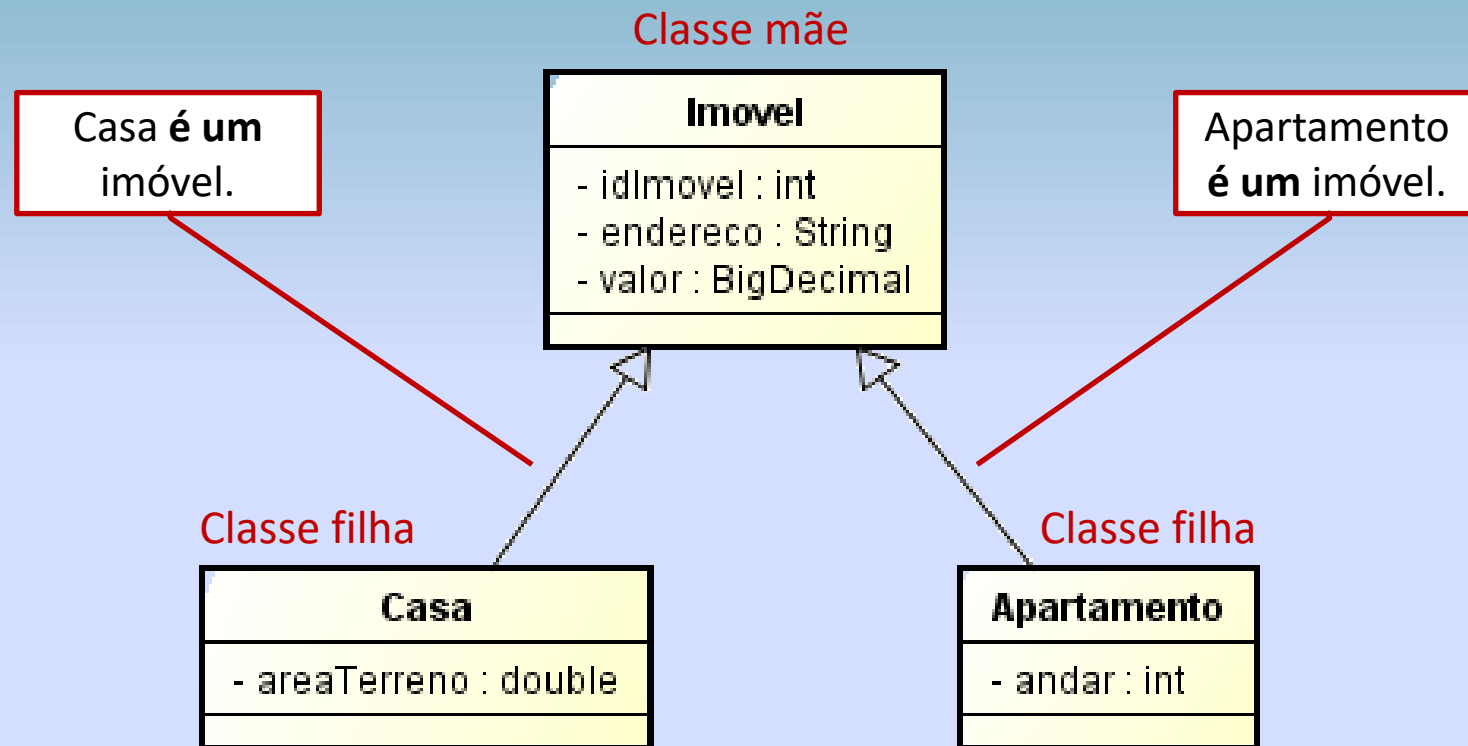 Classe mãe
Casa é um
imóvel.
Imovel
- idImovel : int
- endereco : String
- valor : BigDecimal
Apartamento
é um imóvel.
Classe filha
Casa
- areaTerreno : double
Classe filha
Apartamento
- andar : int